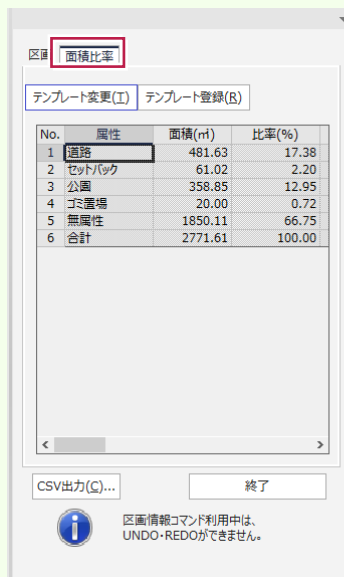 区画 面積比率
テンプレート変更(T) テンプレート登録(R)
No. 属性 面積(㎡) 比率(%)
1 道路 481.63 17.38
2 セットバック 61.02 2.20
3 公園 358.85 12.95
4 ゴミ置場 20.00 0.72
5 無属性 1850.11 66.75
6 合計 2771.61 100.00
CSV出力(C)... 終了
区画情報コマンド利用中は、
UNDO・REDOができません。